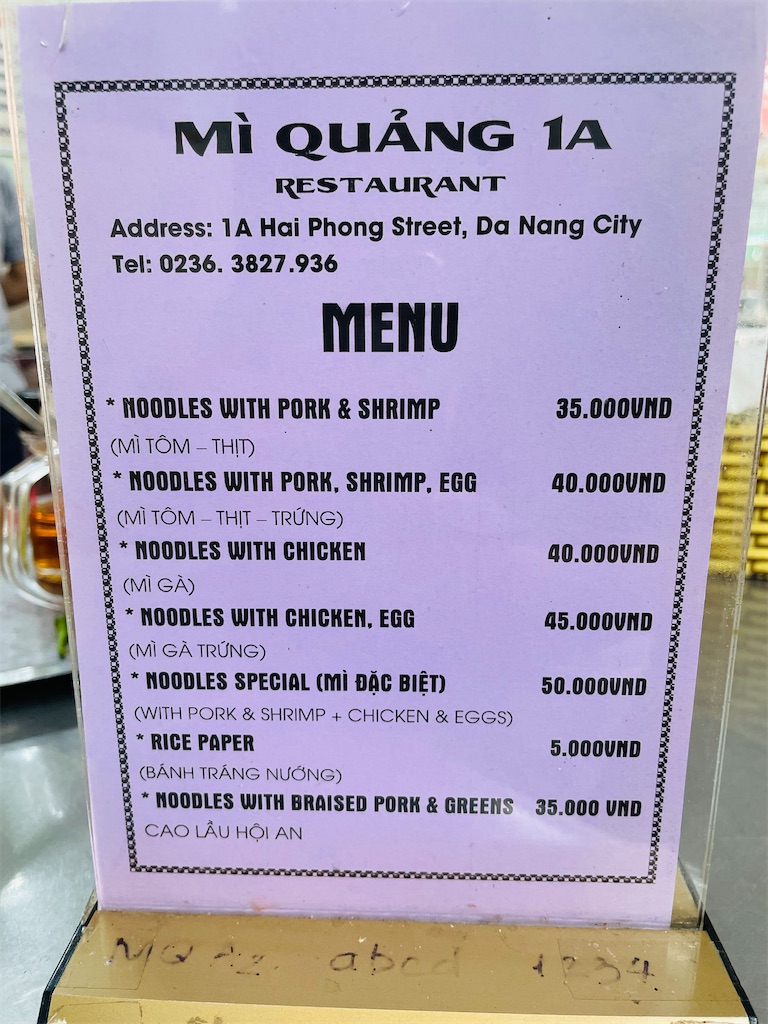 MÌ QUẢNG 1A
RESTAURANT
Address: 1A Hai Phong Street, Da Nang City
Tel: 0236. 3827.936
MENU
* NOODLES WITH PORK & SHRIMP 35.000VND
(MÌ TÔM – THỊT)
* NOODLES WITH PORK, SHRIMP, EGG 40.000VND
(MÌ TÔM – THỊT – TRỨNG)
* NOODLES WITH CHICKEN 40.000VND
(MÌ GÀ)
* NOODLES WITH CHICKEN, EGG 45.000VND
(MÌ GÀ TRỨNG)
* NOODLES SPECIAL (MÌ ĐẶC BIỆT) 50.000VND
(WITH PORK & SHRIMP + CHICKEN & EGGS)
* RICE PAPER 5.000VND
(BÁNH TRÁNG NƯỚNG)
* NOODLES WITH BRAISED PORK & GREENS 35.000 VND
CAO LẦU HỘI AN
MQ abcd 1234